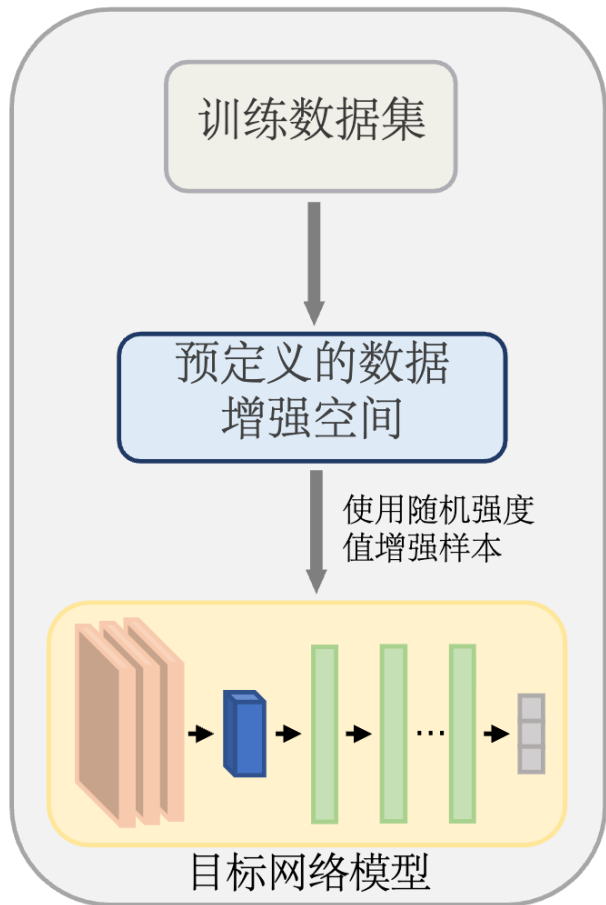 训练数据集
预定义的数据
增强空间
使用随机强度
值增强样本
...
目标网络模型